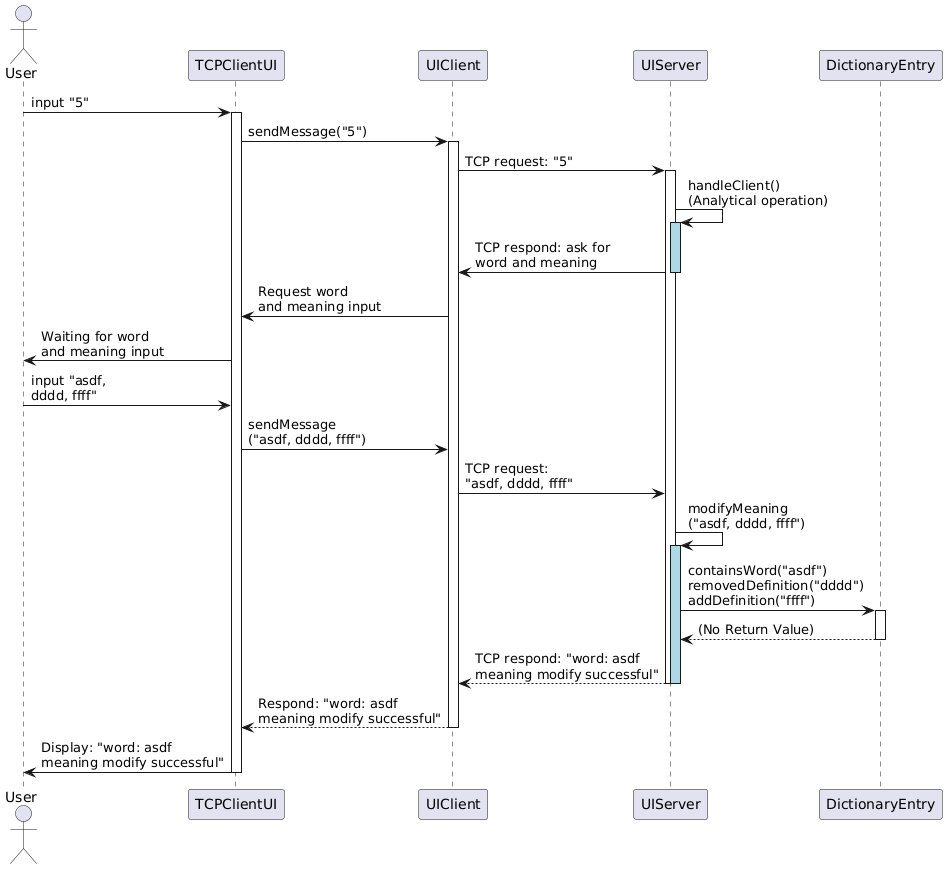 User
TCPClientUI
UIClient
UIServer
DictionaryEntry
input "5"
sendMessage("5")
TCP request: "5"
handleClient()
(Analytical operation)
TCP respond: ask for
word and meaning
Request word
and meaning input
Waiting for word
and meaning input
input "asdf,
dddd, ffff"
sendMessage
("asdf, dddd, ffff")
TCP request:
"asdf, dddd, ffff"
modifyMeaning
("asdf, dddd, ffff")
containsWord("asdf")
removedDefinition("dddd")
addDefinition("ffff")
(No Return Value)
TCP respond: "word: asdf
meaning modify successful"
Respond: "word: asdf
meaning modify successful"
Display: "word: asdf
meaning modify successful"
User
TCPClientUI
UIClient
UIServer
DictionaryEntry